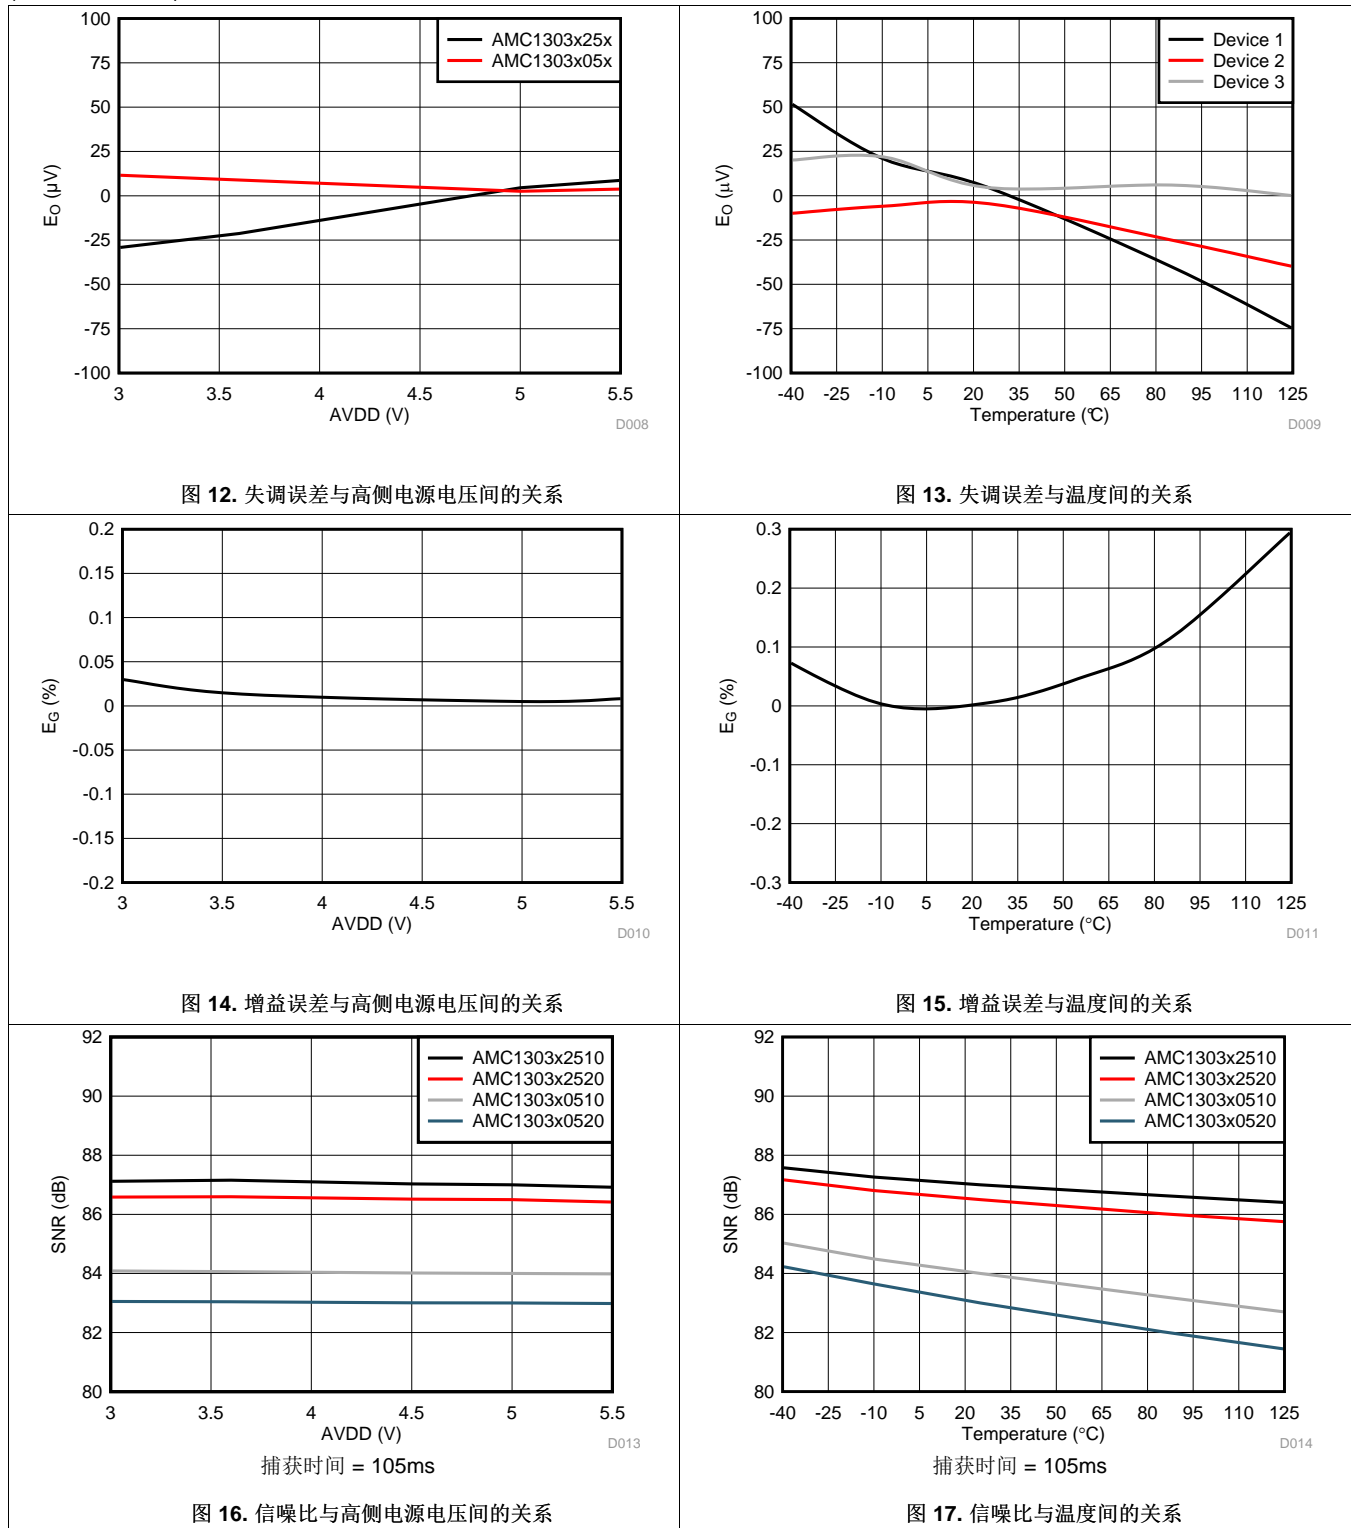 100
75
50
25
0
-25
-50
-75
-100
E_O (µV)
AMC1303x25x
AMC1303x05x
3 3.5 4 4.5 5 5.5
AVDD (V)
D008
图 12. 失调误差与高侧电源电压间的关系
100
75
50
25
0
-25
-50
-75
-100
E_O (µV)
Device 1
Device 2
Device 3
-40 -25 -10 5 20 35 50 65 80 95 110 125
Temperature (°C)
D009
图 13. 失调误差与温度间的关系
0.2
0.15
0.1
0.05
0
-0.05
-0.1
-0.15
-0.2
E_G (%)
3 3.5 4 4.5 5 5.5
AVDD (V)
D010
图 14. 增益误差与高侧电源电压间的关系
0.3
0.2
0.1
0
-0.1
-0.2
-0.3
E_G (%)
-40 -25 -10 5 20 35 50 65 80 95 110 125
Temperature (°C)
D011
图 15. 增益误差与温度间的关系
92
90
88
86
84
82
80
SNR (dB)
AMC1303x2510
AMC1303x2520
AMC1303x0510
AMC1303x0520
3 3.5 4 4.5 5 5.5
AVDD (V)
D013
捕获时间 = 105ms
图 16. 信噪比与高侧电源电压间的关系
92
90
88
86
84
82
80
SNR (dB)
AMC1303x2510
AMC1303x2520
AMC1303x0510
AMC1303x0520
-40 -25 -10 5 20 35 50 65 80 95 110 125
Temperature (°C)
D014
捕获时间 = 105ms
图 17. 信噪比与温度间的关系